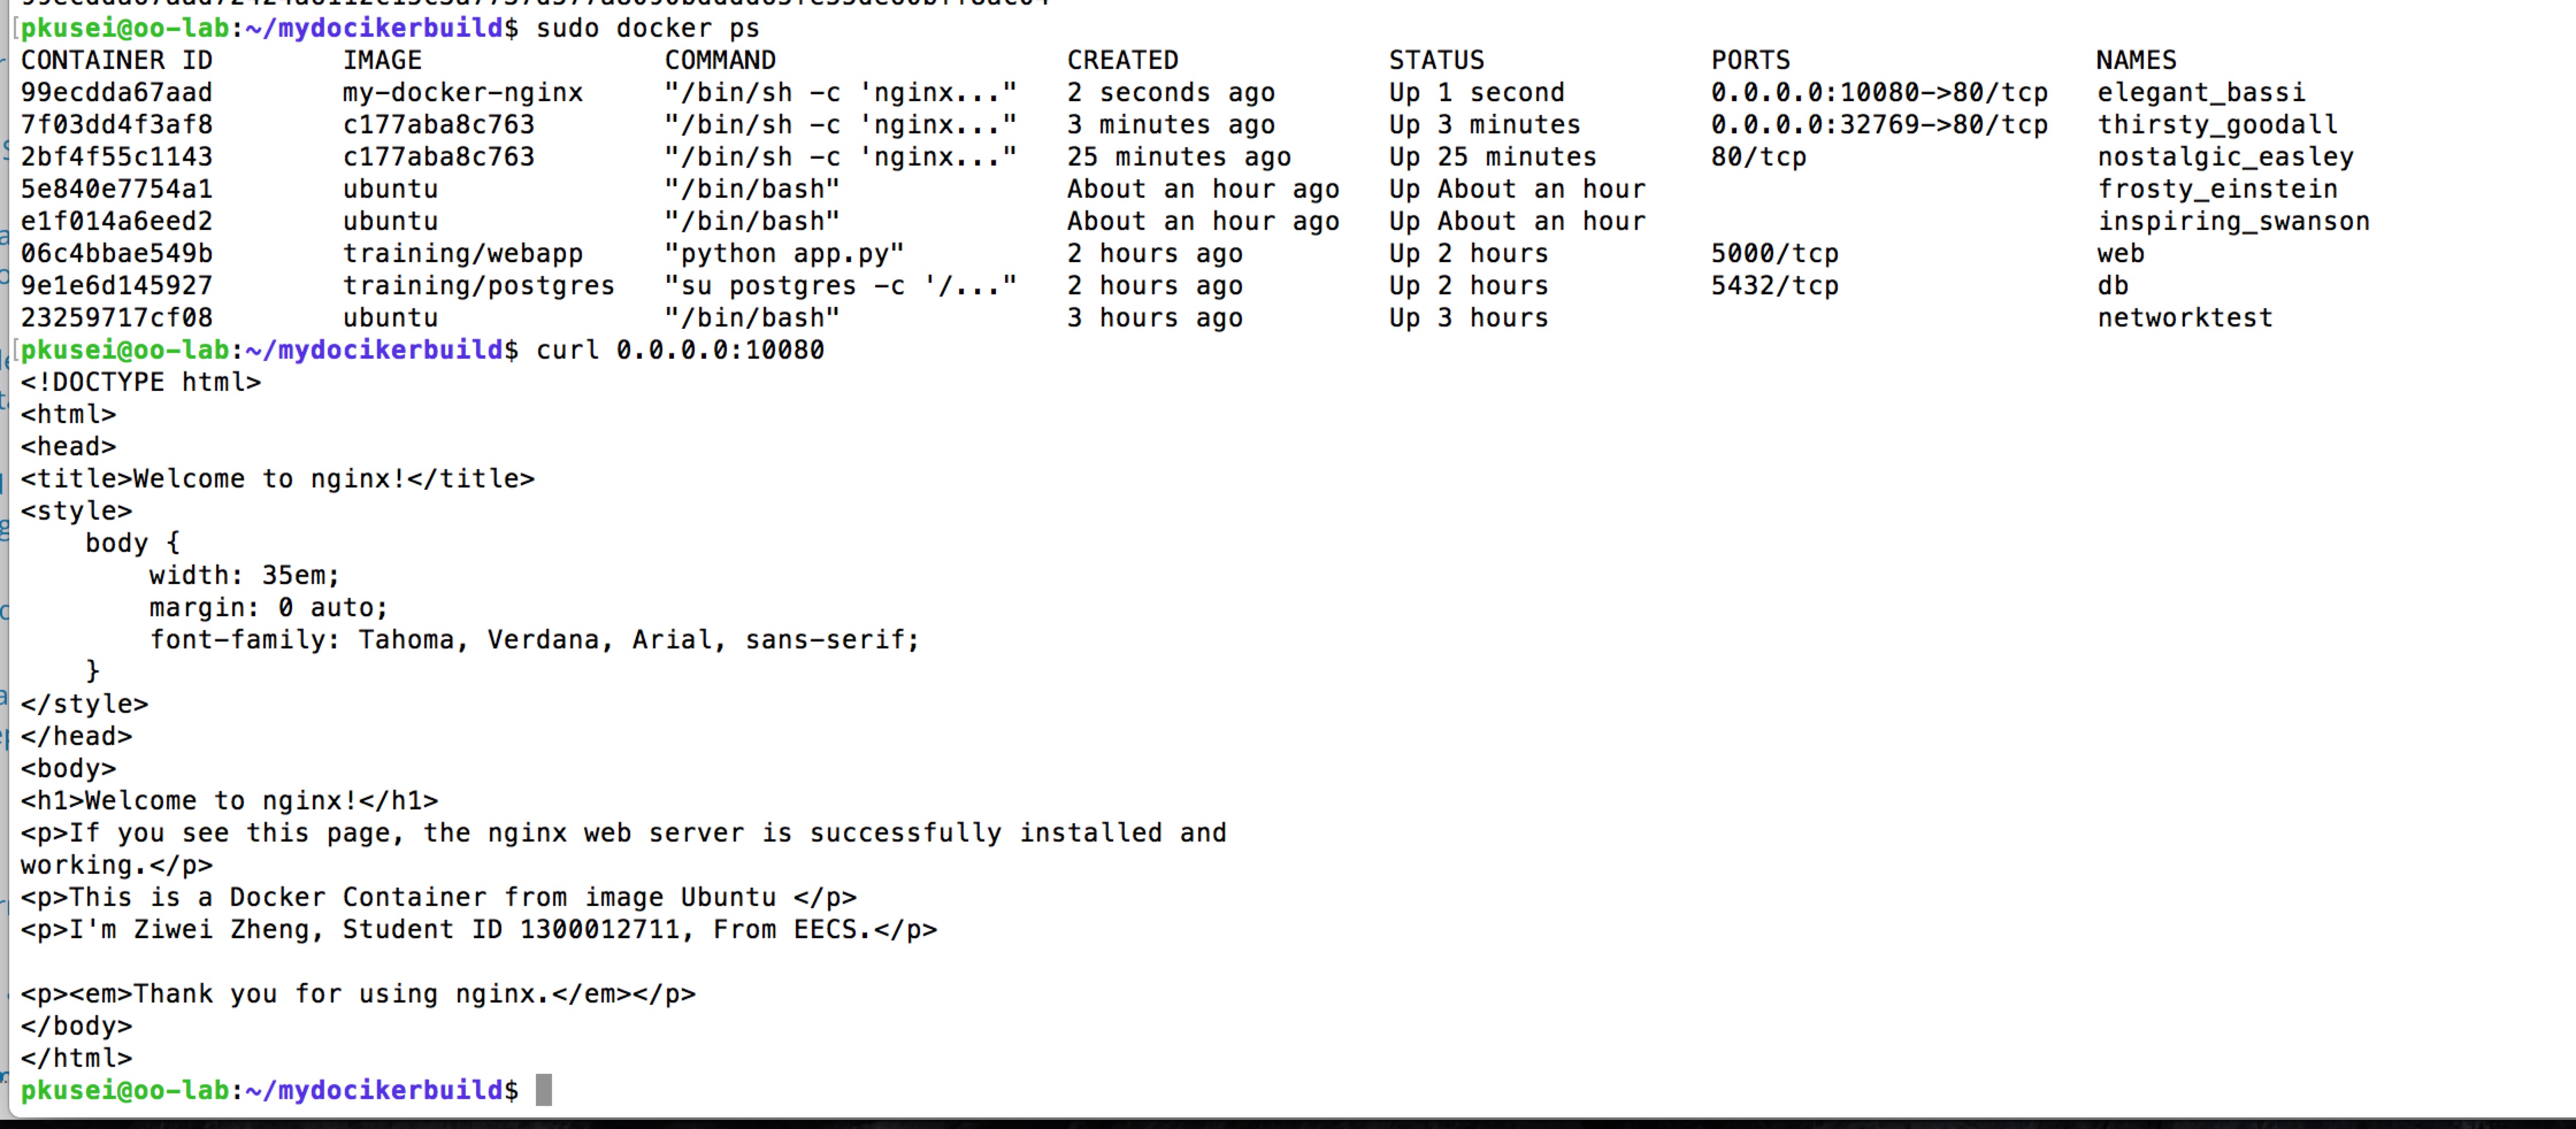 [pkusei@oo-lab:~/mydocikerbuild$ sudo docker ps
CONTAINER ID        IMAGE               COMMAND                  CREATED             STATUS              PORTS                   NAMES
99ecdda67aad        my-docker-nginx     "/bin/sh -c 'nginx..."   2 seconds ago       Up 1 second         0.0.0.0:10080->80/tcp   elegant_bassi
7f03dd4f3af8        c177aba8c763        "/bin/sh -c 'nginx..."   3 minutes ago       Up 3 minutes        0.0.0.0:32769->80/tcp   thirsty_goodall
2bf4f55c1143        c177aba8c763        "/bin/sh -c 'nginx..."   25 minutes ago      Up 25 minutes       80/tcp                  nostalgic_easley
5e840e7754a1        ubuntu              "/bin/bash"              About an hour ago   Up About an hour                            frosty_einstein
e1f014a6eed2        ubuntu              "/bin/bash"              About an hour ago   Up About an hour                            inspiring_swanson
06c4bbae549b        training/webapp     "python app.py"          2 hours ago         Up 2 hours          5000/tcp                web
9e1e6d145927        training/postgres   "su postgres -c '/..."   2 hours ago         Up 2 hours          5432/tcp                db
23259717cf08        ubuntu              "/bin/bash"              3 hours ago         Up 3 hours                                  networktest
[pkusei@oo-lab:~/mydocikerbuild$ curl 0.0.0.0:10080
<!DOCTYPE html>
<html>
<head>
<title>Welcome to nginx!</title>
<style>
    body {
        width: 35em;
        margin: 0 auto;
        font-family: Tahoma, Verdana, Arial, sans-serif;
    }
</style>
</head>
<body>
<h1>Welcome to nginx!</h1>
<p>If you see this page, the nginx web server is successfully installed and
working.</p>
<p>This is a Docker Container from image Ubuntu </p>
<p>I'm Ziwei Zheng, Student ID 1300012711, From EECS.</p>
<p><em>Thank you for using nginx.</em></p>
</body>
</html>
pkusei@oo-lab:~/mydocikerbuild$